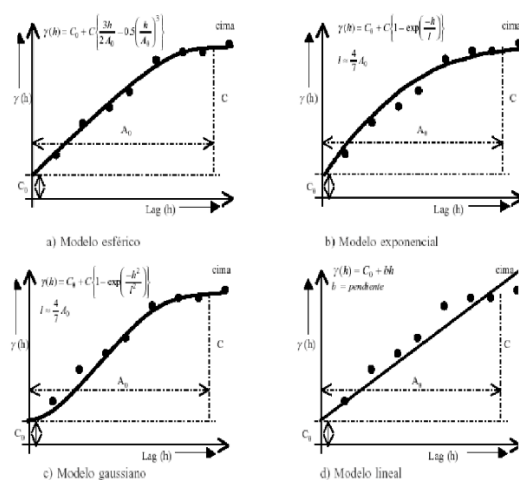 γ(h) = C₀ + C{3h/2A₀ − 0.5(h/A₀)³}
cima
γ(h)
C
A₀
C₀
Lag (h)
a) Modelo esférico
γ(h) = C₀ + C{1 − exp(−h/l)}
l = 4/7 A₀
cima
γ(h)
C
A₀
C₀
Lag (h)
b) Modelo exponencial
γ(h) = C₀ + C{1 − exp(−h²/l²)}
l = 4/7 A₀
cima
γ(h)
C
A₀
C₀
Lag (h)
c) Modelo gaussiano
γ(h) = C₀ + bh
b = pendiente
cima
γ(h)
C
A₀
C₀
Lag (h)
d) Modelo lineal